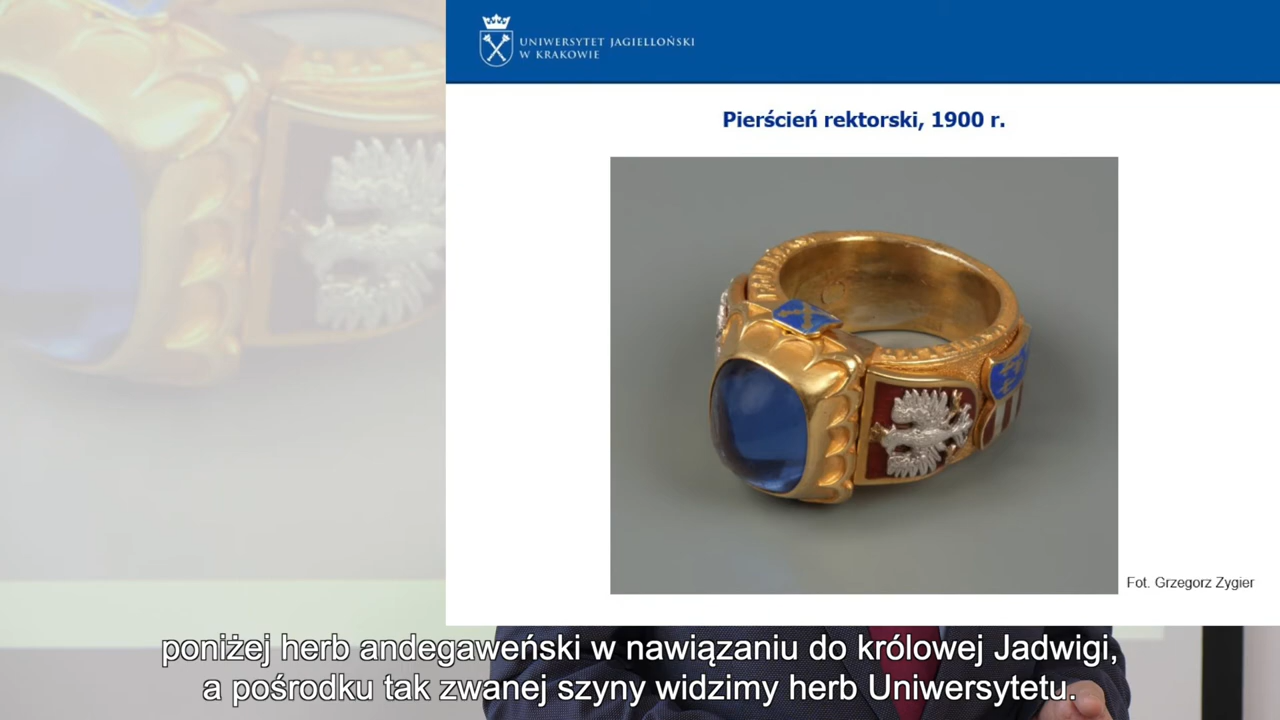 UNIWERSYTET JAGIELLOŃSKI
W KRAKOWIE
Pierścień rektorski, 1900 r.
Fot. Grzegorz Zygier
poniżej herb andegaweński w nawiązaniu do królowej Jadwigi,
a pośrodku tak zwanej szyny widzimy herb Uniwersytetu.